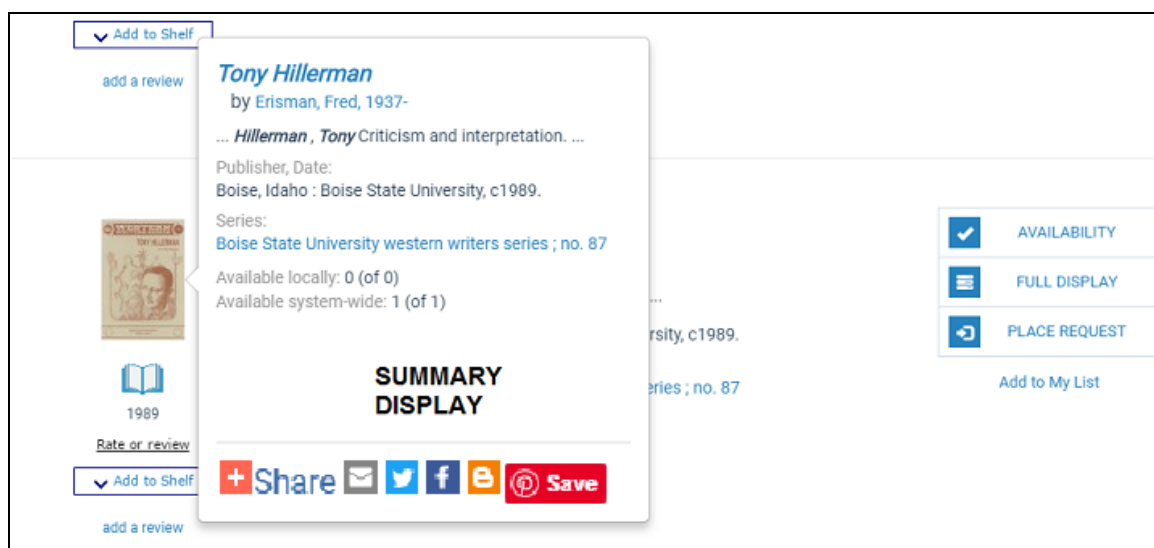 Add to Shelf
add a review
Tony Hillerman
by Erisman, Fred, 1937-
... Hillerman , Tony Criticism and interpretation. ...
Publisher, Date:
Boise, Idaho : Boise State University, c1989.
Series:
Boise State University western writers series ; no. 87
Available locally: 0 (of 0)
Available system-wide: 1 (of 1)
SUMMARY
DISPLAY
+ Share f B Save
TONY HILLERMAN
1989
Rate or review
Add to Shelf
add a review
...
rsity, c1989.
eries ; no. 87
AVAILABILITY
FULL DISPLAY
PLACE REQUEST
Add to My List